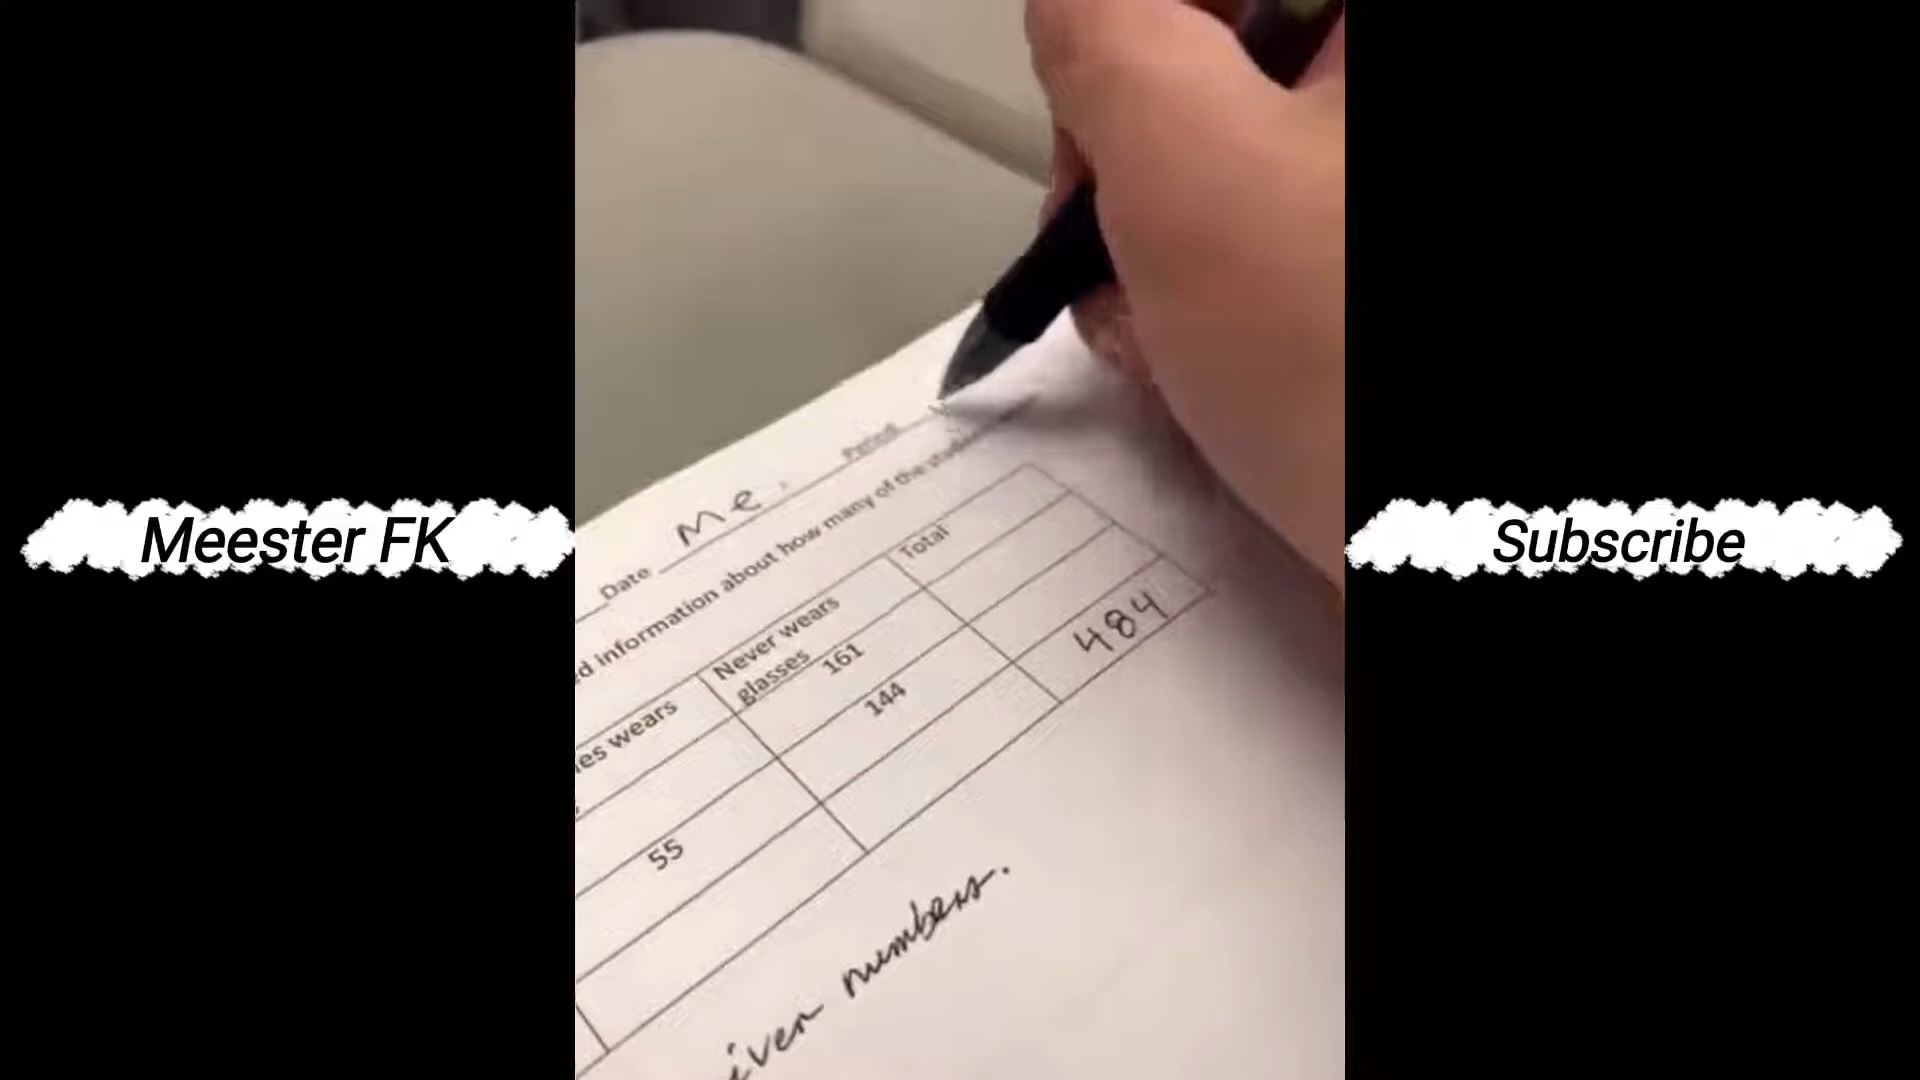 Meester FK
Subscribe
Date Me. Period
ed information about how many of the
Total
Never wears
glasses
161
es wears
144
484
55
iven numbers.